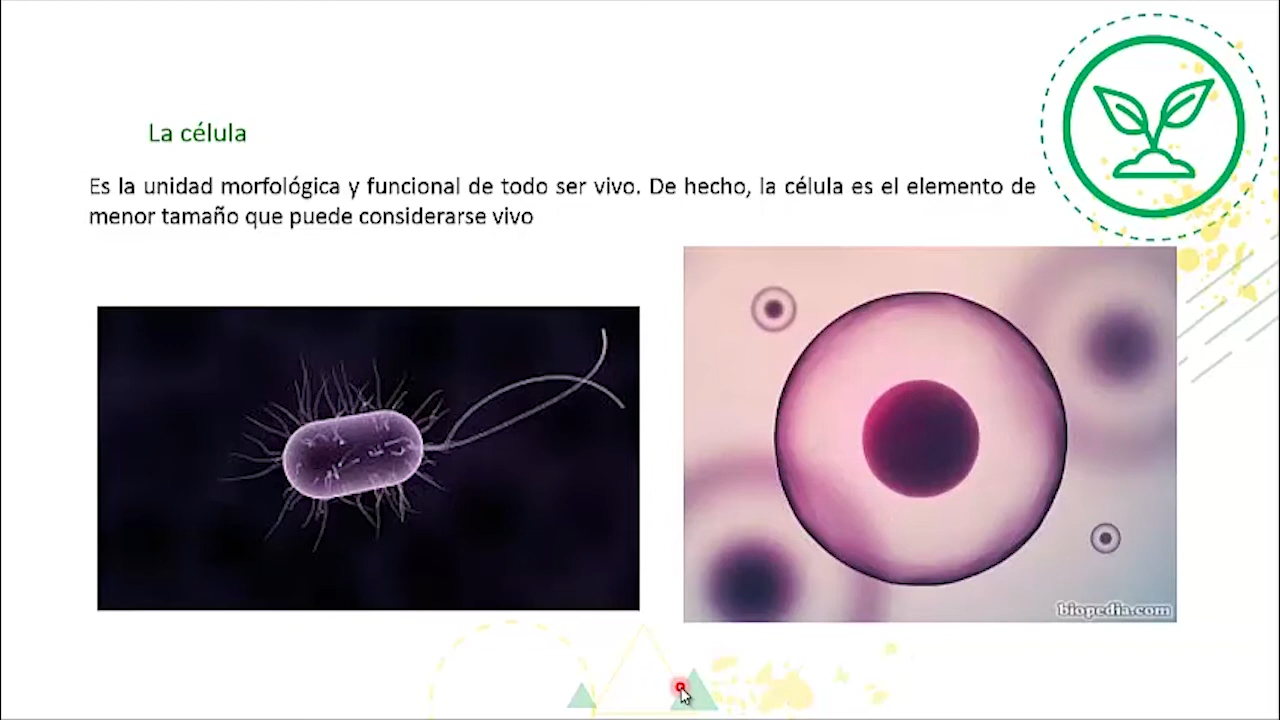 La célula
Es la unidad morfológica y funcional de todo ser vivo. De hecho, la célula es el elemento de
menor tamaño que puede considerarse vivo
biopedia.com